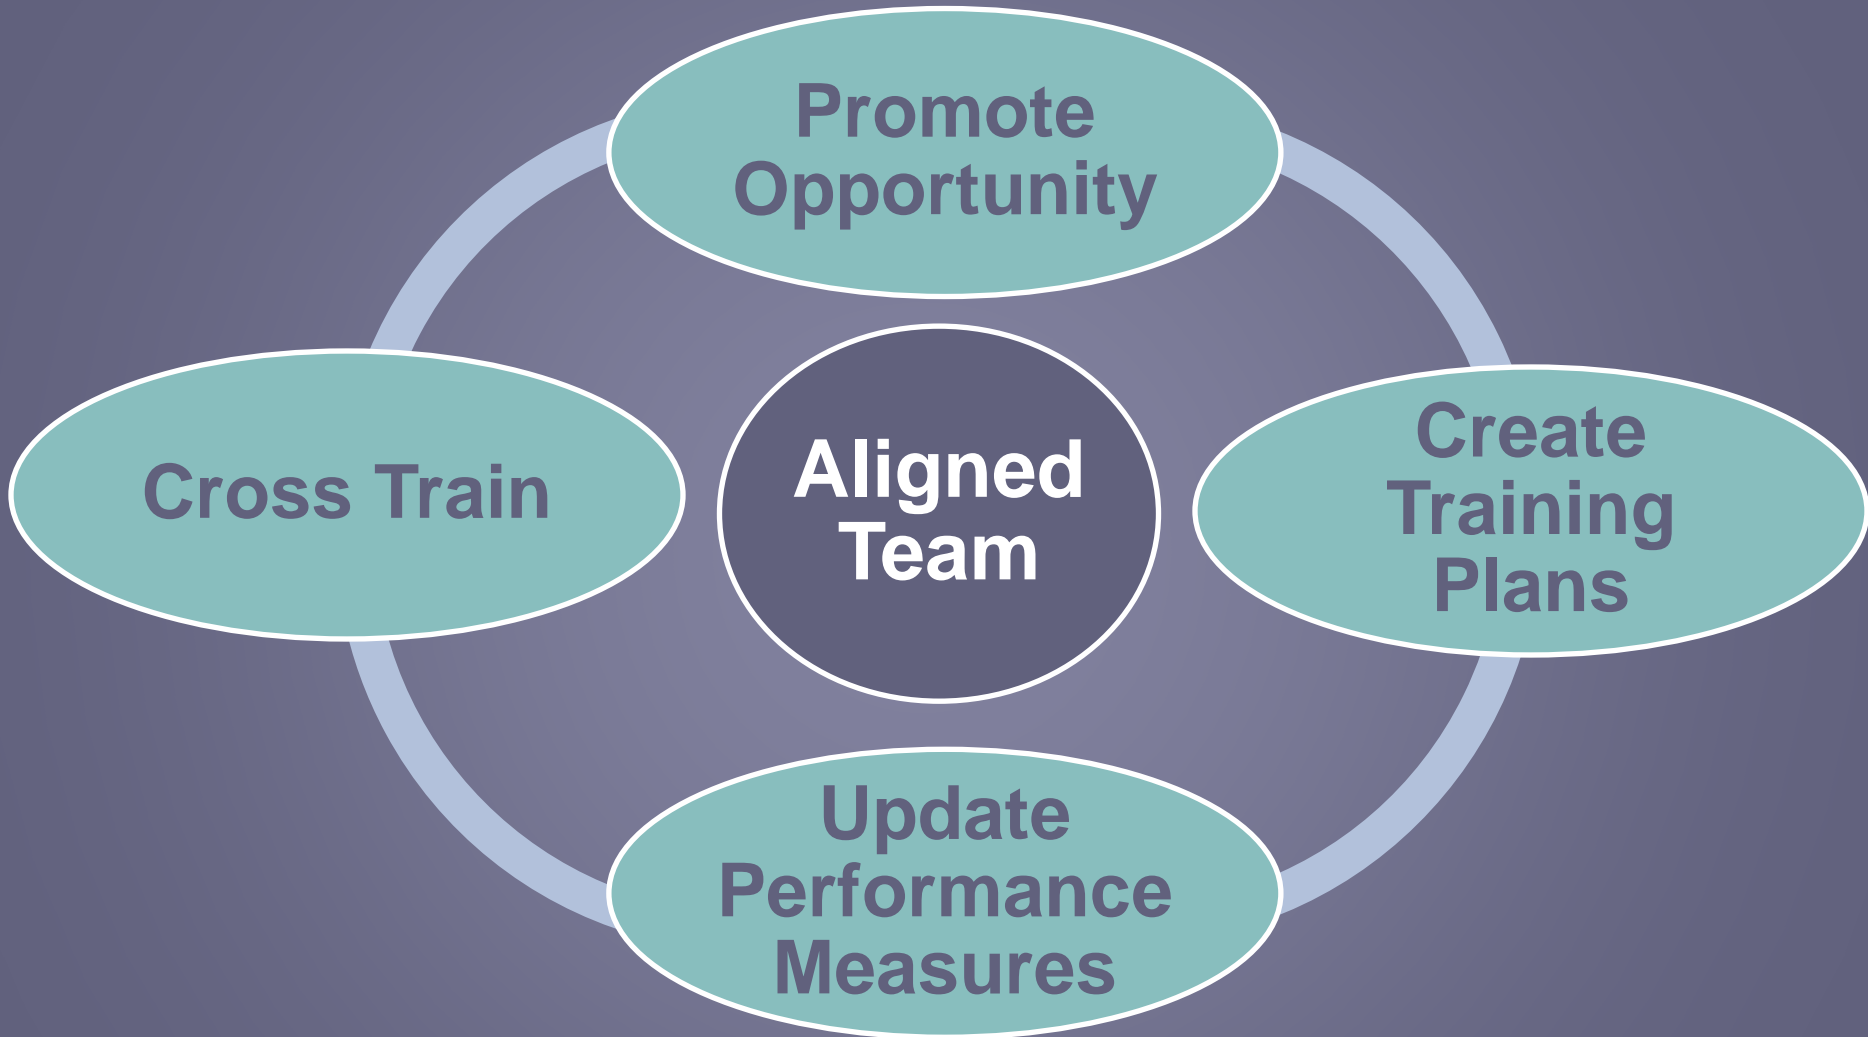 Promote
Opportunity
Cross Train
Aligned
Team
Create
Training
Plans
Update
Performance
Measures